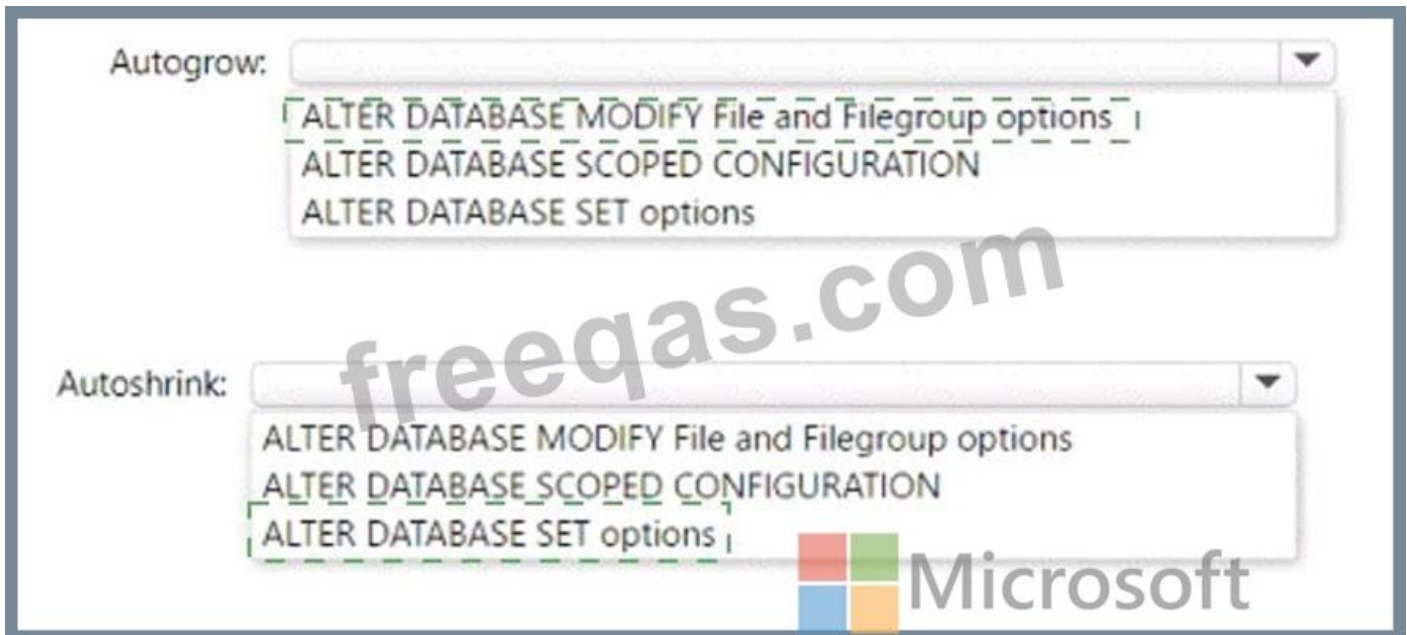 Autogrow:
ALTER DATABASE MODIFY File and Filegroup options
ALTER DATABASE SCOPED CONFIGURATION
ALTER DATABASE SET options
freeqas.com
Autoshrink:
ALTER DATABASE MODIFY File and Filegroup options
ALTER DATABASE SCOPED CONFIGURATION
ALTER DATABASE SET options
Microsoft